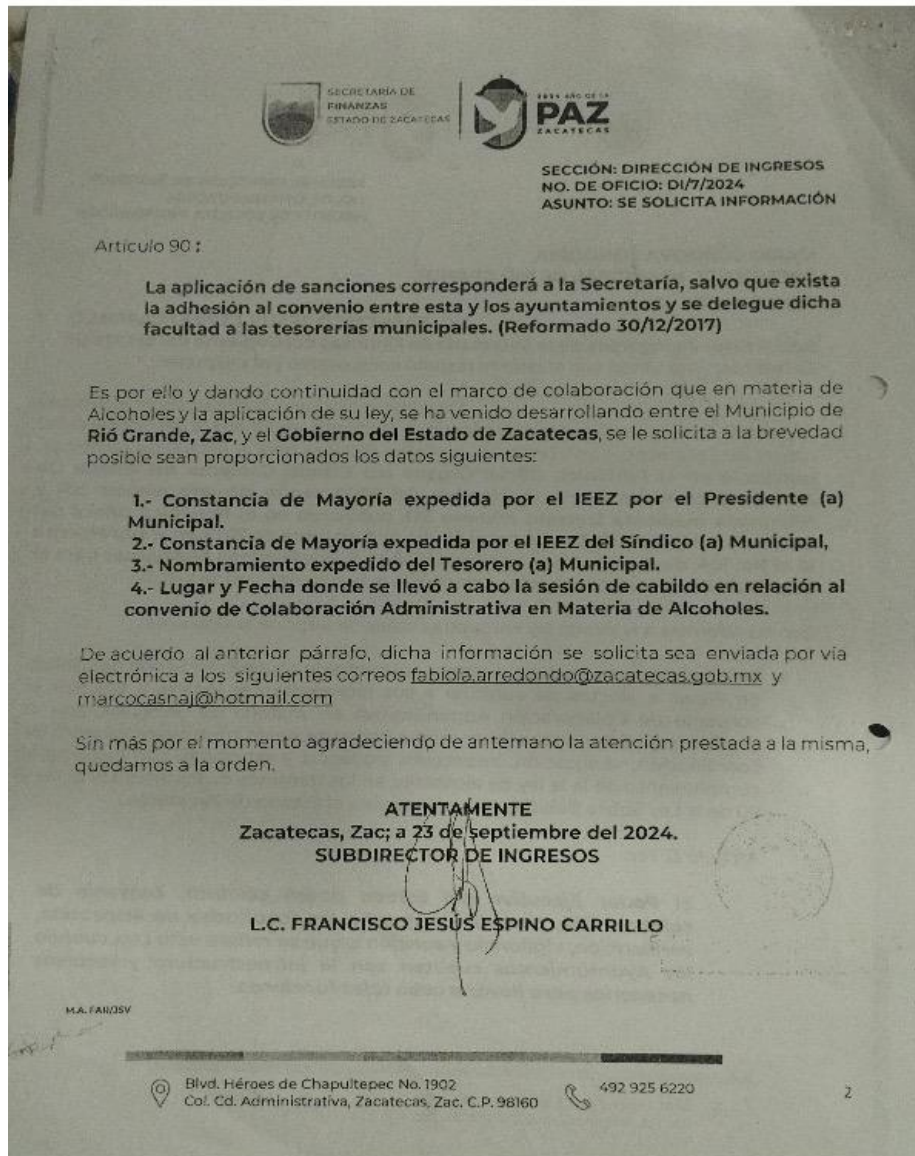 SECRETARÍA DE
FINANZAS
ESTADO DE ZACATECAS
AÑO DE LA
PAZ
ZACATECAS
SECCIÓN: DIRECCIÓN DE INGRESOS
NO. DE OFICIO: DI/7/2024
ASUNTO: SE SOLICITA INFORMACIÓN
Artículo 90:
La aplicación de sanciones corresponderá a la Secretaría, salvo que exista
la adhesión al convenio entre esta y los ayuntamientos y se delegue dicha
facultad a las tesorerías municipales. (Reformado 30/12/2017)
Es por ello y dando continuidad con el marco de colaboración que en materia de
Alcoholes y la aplicación de su ley, se ha venido desarrollando entre el Municipio de
Rió Grande, Zac, y el Gobierno del Estado de Zacatecas, se le solicita a la brevedad
posible sean proporcionados los datos siguientes:
1.- Constancia de Mayoría expedida por el IEEZ por el Presidente (a)
Municipal.
2.- Constancia de Mayoría expedida por el IEEZ del Síndico (a) Municipal,
3.- Nombramiento expedido del Tesorero (a) Municipal.
4.- Lugar y Fecha donde se llevó a cabo la sesión de cabildo en relación al
convenio de Colaboración Administrativa en Materia de Alcoholes.
De acuerdo al anterior párrafo, dicha información se solicita sea enviada por vía
electrónica a los siguientes correos fabiola.arredondo@zacatecas.gob.mx y
marcocasnaj@hotmail.com
Sin más por el momento agradeciendo de antemano la atención prestada a la misma,
quedamos a la orden.
ATENTAMENTE
Zacatecas, Zac; a 23 de septiembre del 2024.
SUBDIRECTOR DE INGRESOS
L.C. FRANCISCO JESÚS ESPINO CARRILLO
M.A. FAR/JSV
Blvd. Héroes de Chapultepec No. 1902
Col. Cd. Administrativa, Zacatecas, Zac. C.P. 98160
492 925 6220
2